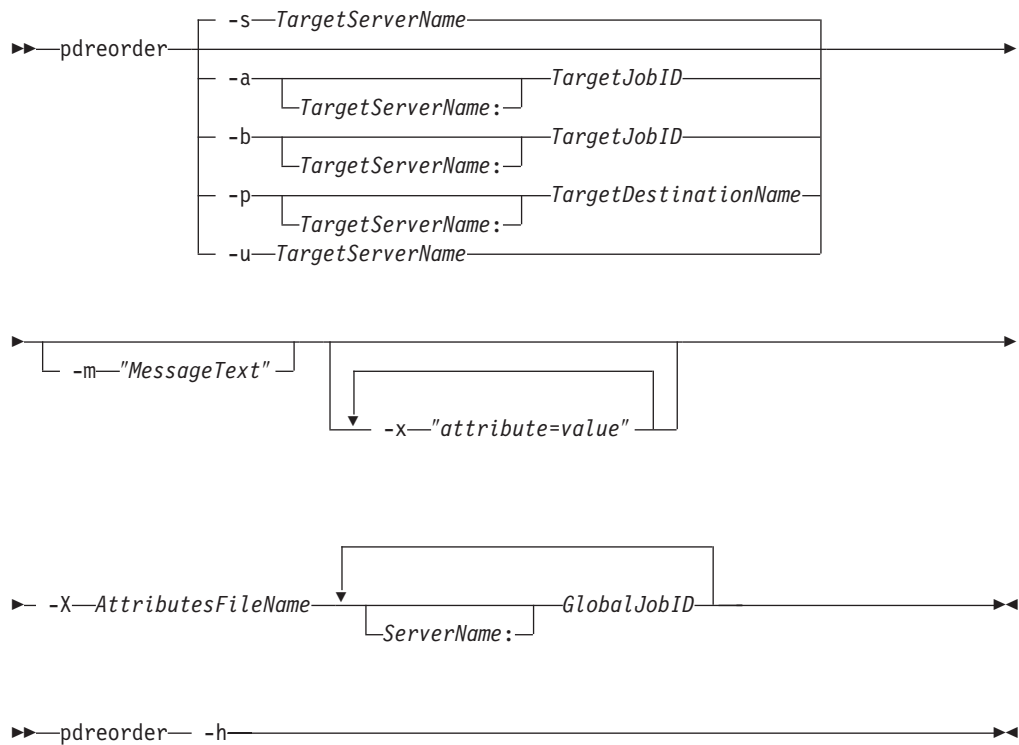 -s TargetServerName
pdreorder
-a TargetJobID
TargetServerName:
-b TargetJobID
TargetServerName:
-p TargetDestinationName
TargetServerName:
-u TargetServerName
-m "MessageText"
-x "attribute=value"
-X AttributesFileName GlobalJobID
ServerName:
pdreorder -h